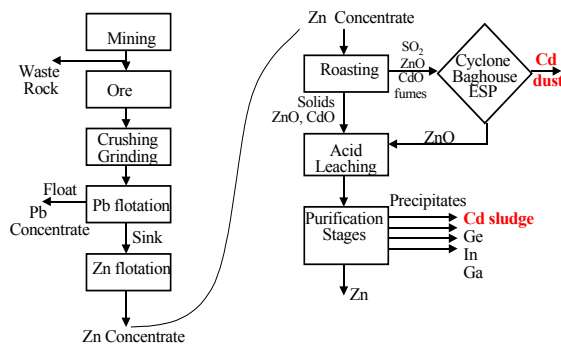 Mining
Waste
Rock
Ore
Crushing
Grinding
Float
Pb
Concentrate
Pb flotation
Sink
Zn flotation
Zn Concentrate
Zn Concentrate
Roasting
SO2
ZnO
CdO
fumes
Cyclone
Baghouse
ESP
Cd
dust
Solids
ZnO, CdO
ZnO
Acid
Leaching
Precipitates
Purification
Stages
Cd sludge
Ge
In
Ga
Zn